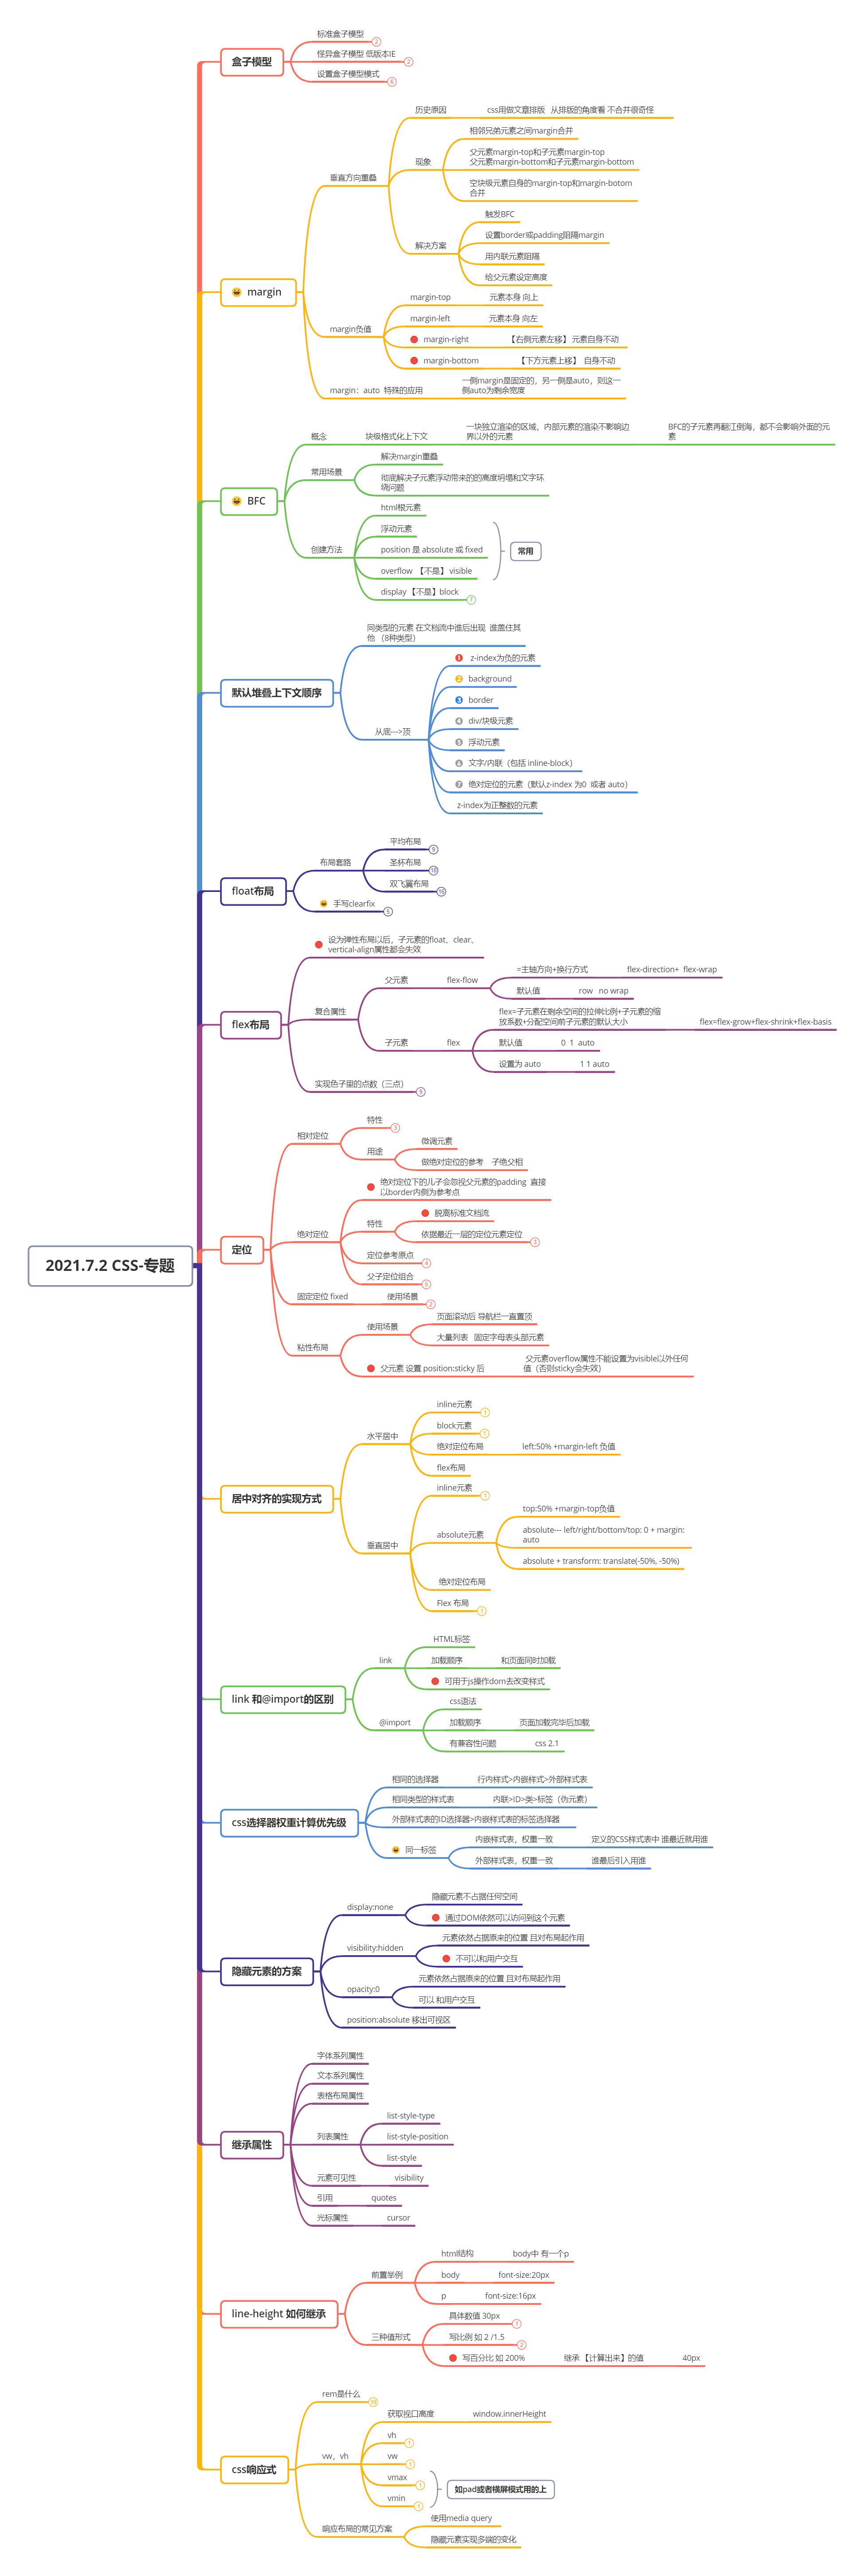 2021.7.2 CSS-专题
盒子模型
标准盒子模型
2
怪异盒子模型 低版本IE
2
设置盒子模型模式
6
margin
垂直方向重叠
历史原因
css用做文章排版 从排版的角度看 不合并很奇怪
现象
相邻兄弟元素之间margin合并
父元素margin-top和子元素margin-top
父元素margin-bottom和子元素margin-bottom
空块级元素自身的margin-top和margin-botom
合并
解决方案
触发BFC
设置border或padding阻隔margin
用内联元素阻隔
给父元素设定高度
margin负值
margin-top
元素本身 向上
margin-left
元素本身 向左
margin-right
【右侧元素左移】 元素自身不动
margin-bottom
【下方元素上移】 自身不动
margin：auto 特殊的应用
一侧margin是固定的，另一侧是auto，则这一
侧auto为剩余宽度
BFC
概念
块级格式化上下文
一块独立渲染的区域，内部元素的渲染不影响边
界以外的元素
BFC的子元素再翻江倒海，都不会影响外面的元
素
常用场景
解决margin重叠
彻底解决子元素浮动带来的的高度坍塌和文字环
绕问题
创建方法
html根元素
浮动元素
position 是 absolute 或 fixed
overflow 【不是】 visible
display 【不是】block
7
常用
默认堆叠上下文顺序
同类型的元素 在文档流中谁后出现 谁盖住其
他 （8种类型）
从底--->顶
1 z-index为负的元素
2 background
3 border
4 div/块级元素
5 浮动元素
6 文字/内联（包括 inline-block）
7 绝对定位的元素（默认z-index 为0 或者 auto）
z-index为正整数的元素
float布局
布局套路
平均布局
9
圣杯布局
18
双飞翼布局
16
手写clearfix
5
flex布局
设为弹性布局以后，子元素的float、clear、
vertical-align属性都会失效
复合属性
父元素
flex-flow
=主轴方向+换行方式
flex-direction+ flex-wrap
默认值
row no wrap
子元素
flex
flex=子元素在剩余空间的拉伸比例+子元素的缩
放系数+分配空间前子元素的默认大小
flex=flex-grow+flex-shrink+flex-basis
默认值
0 1 auto
设置为 auto
1 1 auto
实现色子里的点数（三点）
9
定位
相对定位
特性
3
用途
微调元素
做绝对定位的参考 子绝父相
绝对定位
绝对定位下的儿子会忽视父元素的padding 直接
以border内侧为参考点
特性
脱离标准文档流
依据最近一层的定位元素定位
3
定位参考原点
4
父子定位组合
5
固定定位 fixed
使用场景
2
粘性布局
使用场景
页面滚动后 导航栏一直置顶
大量列表 固定字母表头部元素
父元素 设置 position:sticky 后
父元素overflow属性不能设置为visible以外任何
值（否则sticky会失效）
居中对齐的实现方式
水平居中
inline元素
1
block元素
1
绝对定位布局
left:50% +margin-left 负值
flex布局
垂直居中
inline元素
1
absolute元素
top:50% +margin-top负值
absolute--- left/right/bottom/top: 0 + margin:
auto
absolute + transform: translate(-50%, -50%)
绝对定位布局
Flex 布局
1
link 和@import的区别
link
HTML标签
加载顺序
和页面同时加载
可用于js操作dom去改变样式
@import
css语法
加载顺序
页面加载完毕后加载
有兼容性问题
css 2.1
css选择器权重计算优先级
相同的选择器
行内样式>内嵌样式>外部样式表
相同类型的样式表
内联>ID>类>标签（伪元素）
外部样式表的ID选择器>内嵌样式表的标签选择器
同一标签
内嵌样式表，权重一致
定义的CSS样式表中 谁最近就用谁
外部样式表，权重一致
谁最后引入用谁
隐藏元素的方案
display:none
隐藏元素不占据任何空间
通过DOM依然可以访问到这个元素
visibility:hidden
元素依然占据原来的位置 且对布局起作用
不可以和用户交互
opacity:0
元素依然占据原来的位置 且对布局起作用
可以 和用户交互
position:absolute 移出可视区
继承属性
字体系列属性
文本系列属性
表格布局属性
列表属性
list-style-type
list-style-position
list-style
元素可见性
visibility
引用
quotes
光标属性
cursor
line-height 如何继承
前置举例
html结构
body中 有一个p
body
font-size:20px
p
font-size:16px
三种值形式
具体数值 30px
1
写比例 如 2 /1.5
2
写百分比 如 200%
继承 【计算出来】的值
40px
css响应式
rem是什么
10
vw，vh
获取视口高度
window.innerHeight
vh
1
vw
1
vmax
1
vmin
1
如pad或者横屏模式用的上
响应布局的常见方案
使用media query
隐藏元素实现多端的变化